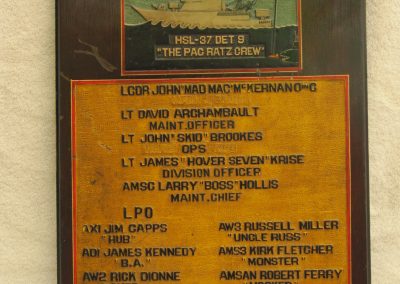 HSL-37 DET 9
"THE PAC RATZ CREW"
LCDR JOHN "MAD MAC" McKERNAN OinC
LT DAVID ARCHAMBAULT
MAINT. OFFICER
LT JOHN "SKID" BROOKES
OPS
LT JAMES "HOVER SEVEN" KRISE
DIVISION OFFICER
AMSC LARRY "BOSS" HOLLIS
MAINT. CHIEF
LPO
AX1 JIM CAPPS
"HUB"
AD1 JAMES KENNEDY
"B.A."
AW2 RICK DIONNE
AW3 RUSSELL MILLER
"UNCLE RUSS"
AMS3 KIRK FLETCHER
"MONSTER"
AMSAN ROBERT FERRY